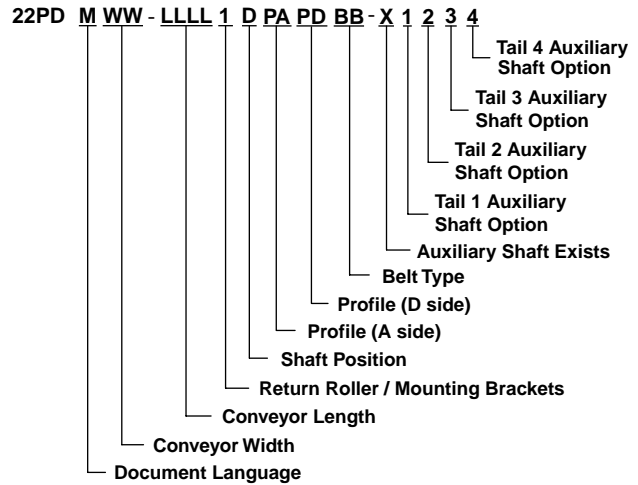 22PD M WW - LLLL 1 D PA PD BB - X 1 2 3 4
Tail 4 Auxiliary
Shaft Option
Tail 3 Auxiliary
Shaft Option
Tail 2 Auxiliary
Shaft Option
Tail 1 Auxiliary
Shaft Option
Auxiliary Shaft Exists
Belt Type
Profile (D side)
Profile (A side)
Shaft Position
Return Roller / Mounting Brackets
Conveyor Length
Conveyor Width
Document Language